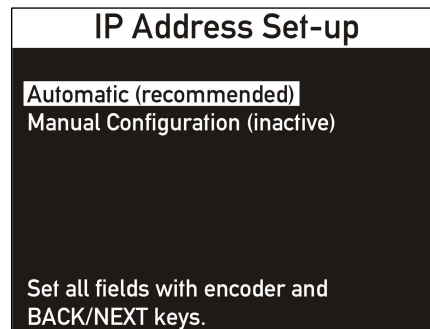 IP Address Set-up
Automatic (recommended)
Manual Configuration (inactive)
Set all fields with encoder and
BACK/NEXT keys.